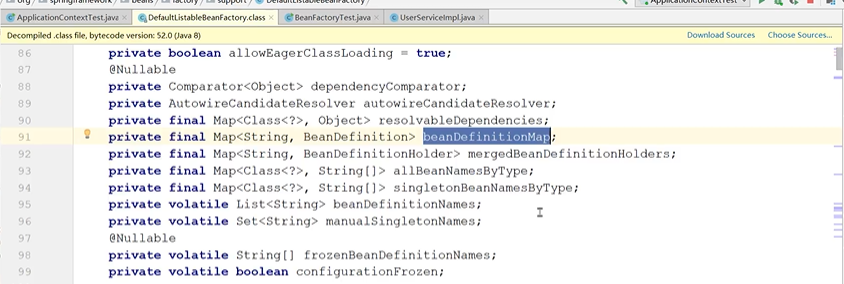 org springframework beans factory support DefaultListableBeanFactory
ApplicationContextTest
ApplicationContextTest.java × DefaultListableBeanFactory.class × BeanFactoryTest.java × UserServiceImpl.java ×
Decompiled .class file, bytecode version: 52.0 (Java 8) Download Sources Choose Sources...
86 private boolean allowEagerClassLoading = true;
87 @Nullable
88 private Comparator<Object> dependencyComparator;
89 private AutowireCandidateResolver autowireCandidateResolver;
90 private final Map<Class<?>, Object> resolvableDependencies;
91 private final Map<String, BeanDefinition> beanDefinitionMap;
92 private final Map<String, BeanDefinitionHolder> mergedBeanDefinitionHolders;
93 private final Map<Class<?>, String[]> allBeanNamesByType;
94 private final Map<Class<?>, String[]> singletonBeanNamesByType;
95 private volatile List<String> beanDefinitionNames;
96 private volatile Set<String> manualSingletonNames;
97 @Nullable
98 private volatile String[] frozenBeanDefinitionNames;
99 private volatile boolean configurationFrozen;